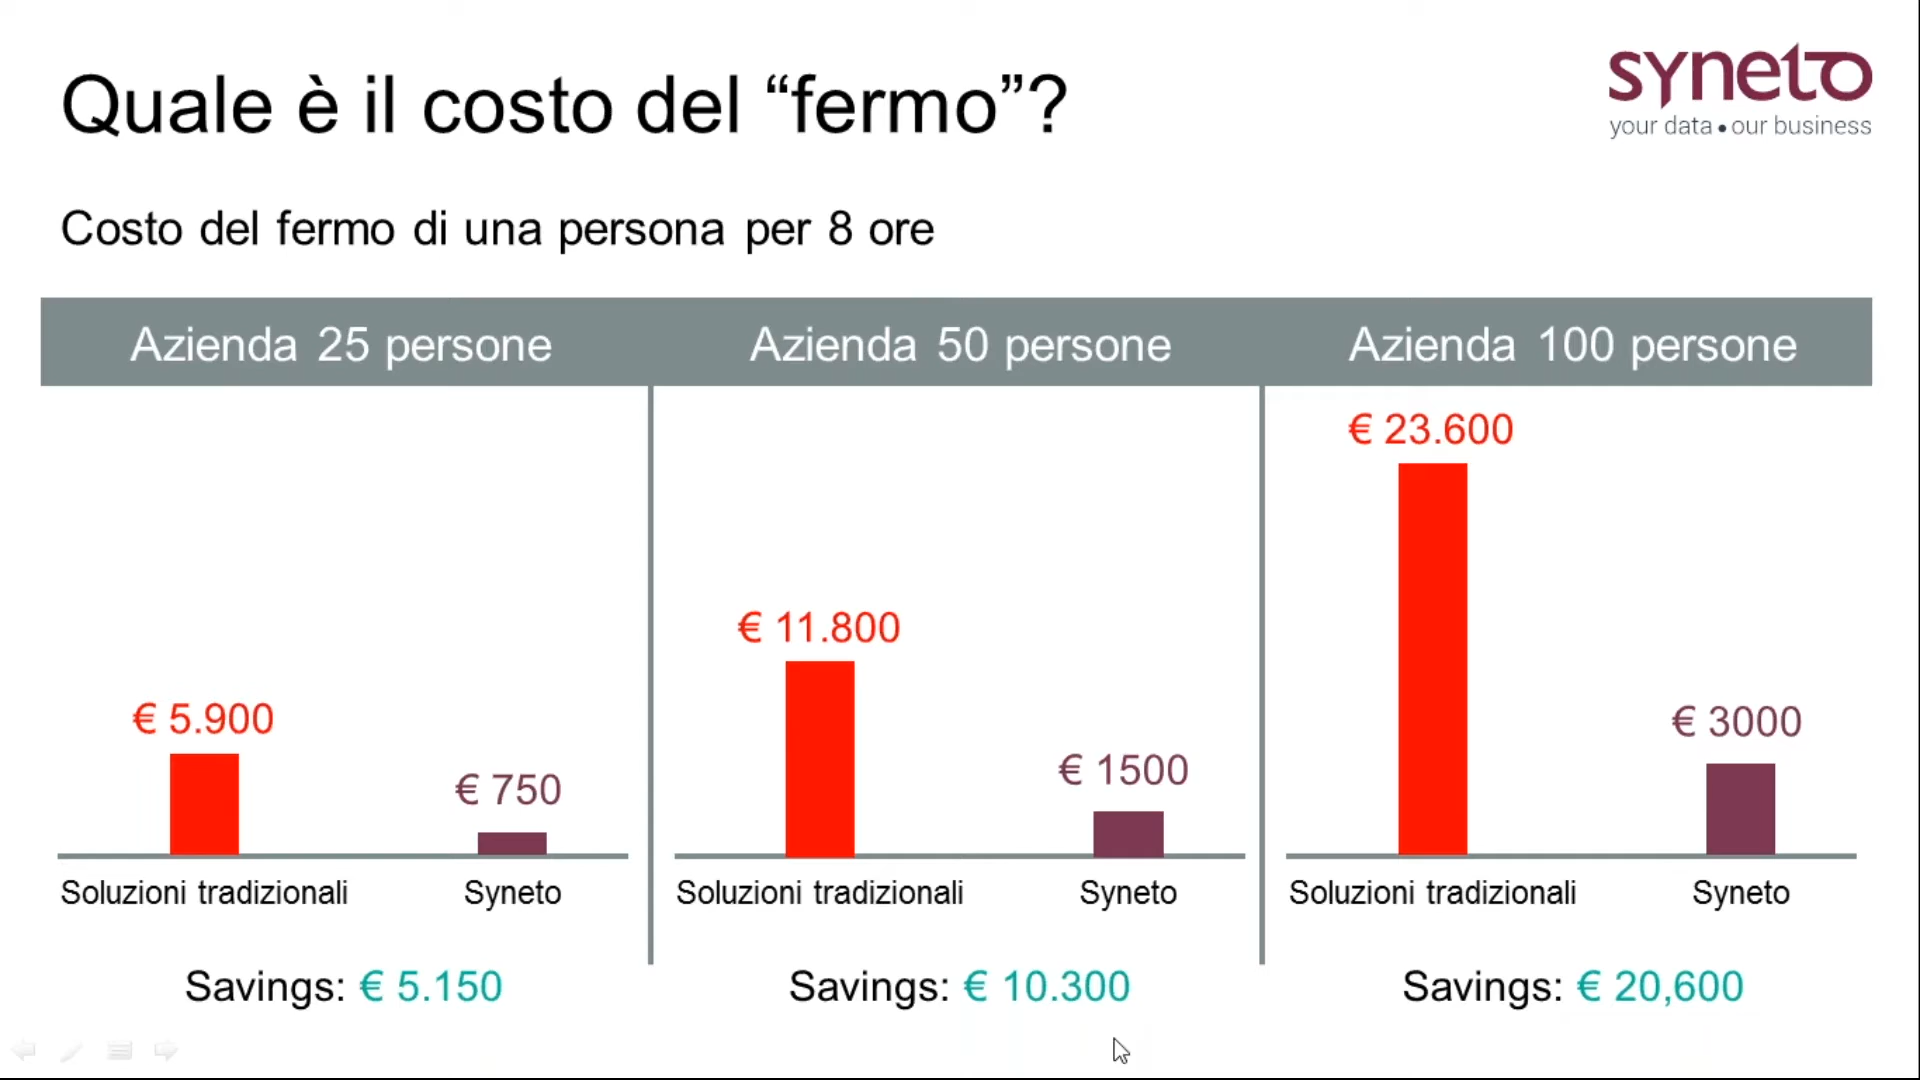 Quale è il costo del “fermo”?
syneto
your data • our business
Costo del fermo di una persona per 8 ore
Azienda 25 persone
€ 5.900
€ 750
Soluzioni tradizionali
Syneto
Savings: € 5.150
Azienda 50 persone
€ 11.800
€ 1500
Soluzioni tradizionali
Syneto
Savings: € 10.300
Azienda 100 persone
€ 23.600
€ 3000
Soluzioni tradizionali
Syneto
Savings: € 20,600